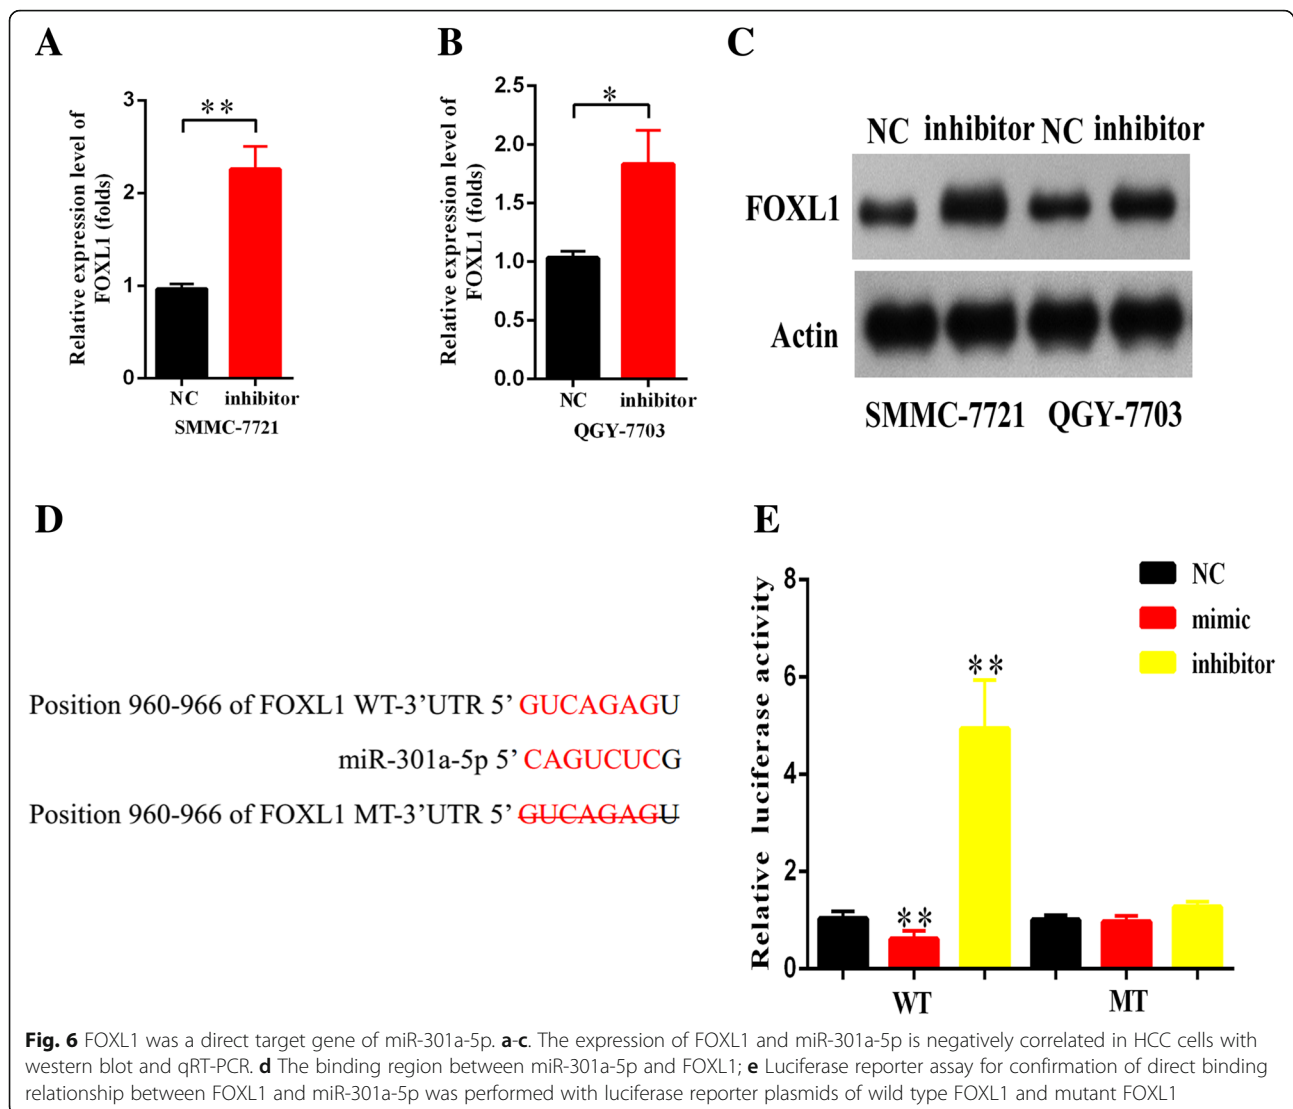 A
Relative expression level of
FOXL1 (folds)
3
2
1
0
**
NC inhibitor
SMMC-7721
B
Relative expression level of
FOXL1 (folds)
2.5
2.0
1.5
1.0
0.5
0.0
*
NC inhibitor
QGY-7703
C
NC inhibitor NC inhibitor
FOXL1
Actin
SMMC-7721 QGY-7703
D
Position 960-966 of FOXL1 WT-3’UTR 5’ GUCAGAGU
miR-301a-5p 5’ CAGUCUCG
Position 960-966 of FOXL1 MT-3’UTR 5’ GUCAGAGU
E
Relative luciferase activity
8
6
4
2
0
**
**
WT MT
NC
mimic
inhibitor
Fig. 6 FOXL1 was a direct target gene of miR-301a-5p. a-c. The expression of FOXL1 and miR-301a-5p is negatively correlated in HCC cells with
western blot and qRT-PCR. d The binding region between miR-301a-5p and FOXL1; e Luciferase reporter assay for confirmation of direct binding
relationship between FOXL1 and miR-301a-5p was performed with luciferase reporter plasmids of wild type FOXL1 and mutant FOXL1